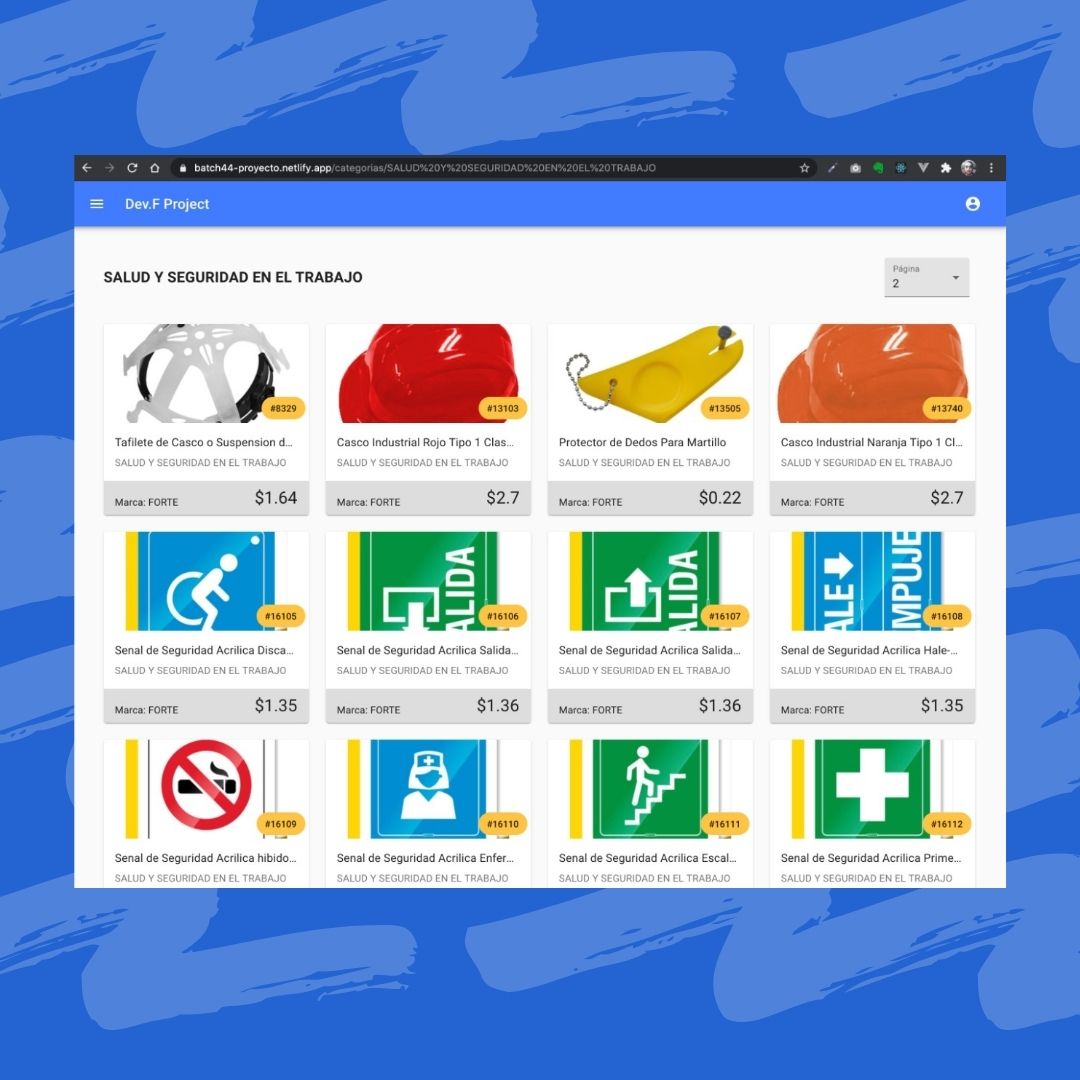 batch44-proyecto.netlify.app/categorias/SALUD%20Y%20SEGURIDAD%20EN%20EL%20TRABAJO
Dev.F Project
SALUD Y SEGURIDAD EN EL TRABAJO
Página
2
#8329
#13103
#13505
#13740
Tafilete de Casco o Suspension d...
Casco Industrial Rojo Tipo 1 Clas...
Protector de Dedos Para Martillo
Casco Industrial Naranja Tipo 1 Cl...
SALUD Y SEGURIDAD EN EL TRABAJO
SALUD Y SEGURIDAD EN EL TRABAJO
SALUD Y SEGURIDAD EN EL TRABAJO
SALUD Y SEGURIDAD EN EL TRABAJO
Marca: FORTE $1.64
Marca: FORTE $2.7
Marca: FORTE $0.22
Marca: FORTE $2.7
ALIDA
ALIDA
ALE
MPUJE
#16105
#16106
#16107
#16108
Senal de Seguridad Acrilica Disca...
Senal de Seguridad Acrilica Salida...
Senal de Seguridad Acrilica Salida...
Senal de Seguridad Acrilica Hale-...
SALUD Y SEGURIDAD EN EL TRABAJO
SALUD Y SEGURIDAD EN EL TRABAJO
SALUD Y SEGURIDAD EN EL TRABAJO
SALUD Y SEGURIDAD EN EL TRABAJO
Marca: FORTE $1.35
Marca: FORTE $1.36
Marca: FORTE $1.36
Marca: FORTE $1.35
#16109
#16110
#16111
#16112
Senal de Seguridad Acrilica hibido...
Senal de Seguridad Acrilica Enfer...
Senal de Seguridad Acrilica Escal...
Senal de Seguridad Acrilica Prime...
SALUD Y SEGURIDAD EN EL TRABAJO
SALUD Y SEGURIDAD EN EL TRABAJO
SALUD Y SEGURIDAD EN EL TRABAJO
SALUD Y SEGURIDAD EN EL TRABAJO